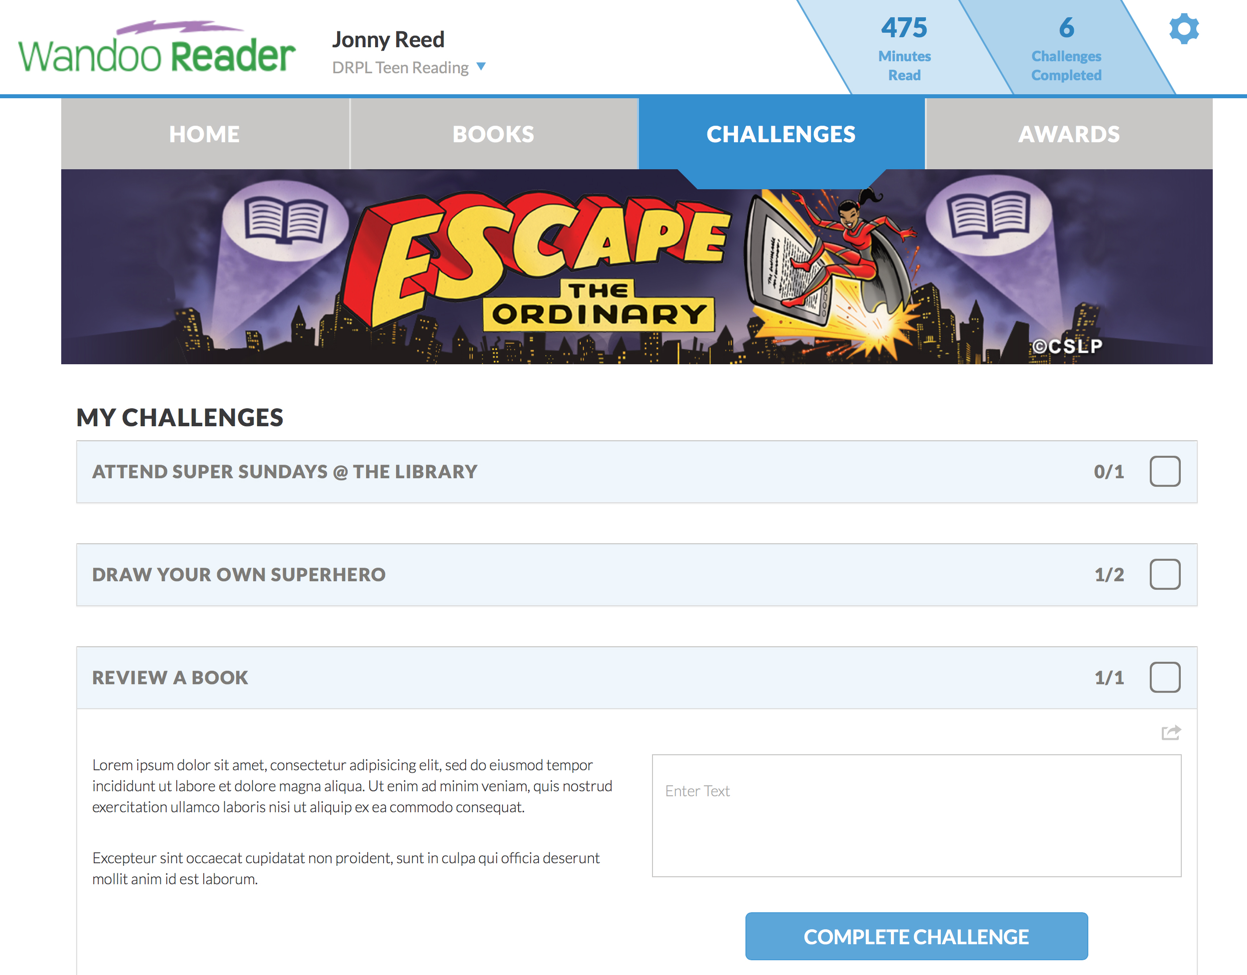 Wandoo Reader
Jonny Reed
DRPL Teen Reading
475
Minutes
Read
6
Challenges
Completed
HOME
BOOKS
CHALLENGES
AWARDS
ESCAPE
THE
ORDINARY
©CSLP
MY CHALLENGES
ATTEND SUPER SUNDAYS @ THE LIBRARY 0/1
DRAW YOUR OWN SUPERHERO 1/2
REVIEW A BOOK 1/1
Lorem ipsum dolor sit amet, consectetur adipisicing elit, sed do eiusmod tempor
incididunt ut labore et dolore magna aliqua. Ut enim ad minim veniam, quis nostrud
exercitation ullamco laboris nisi ut aliquip ex ea commodo consequat.
Excepteur sint occaecat cupidatat non proident, sunt in culpa qui officia deserunt
mollit anim id est laborum.
Enter Text
COMPLETE CHALLENGE